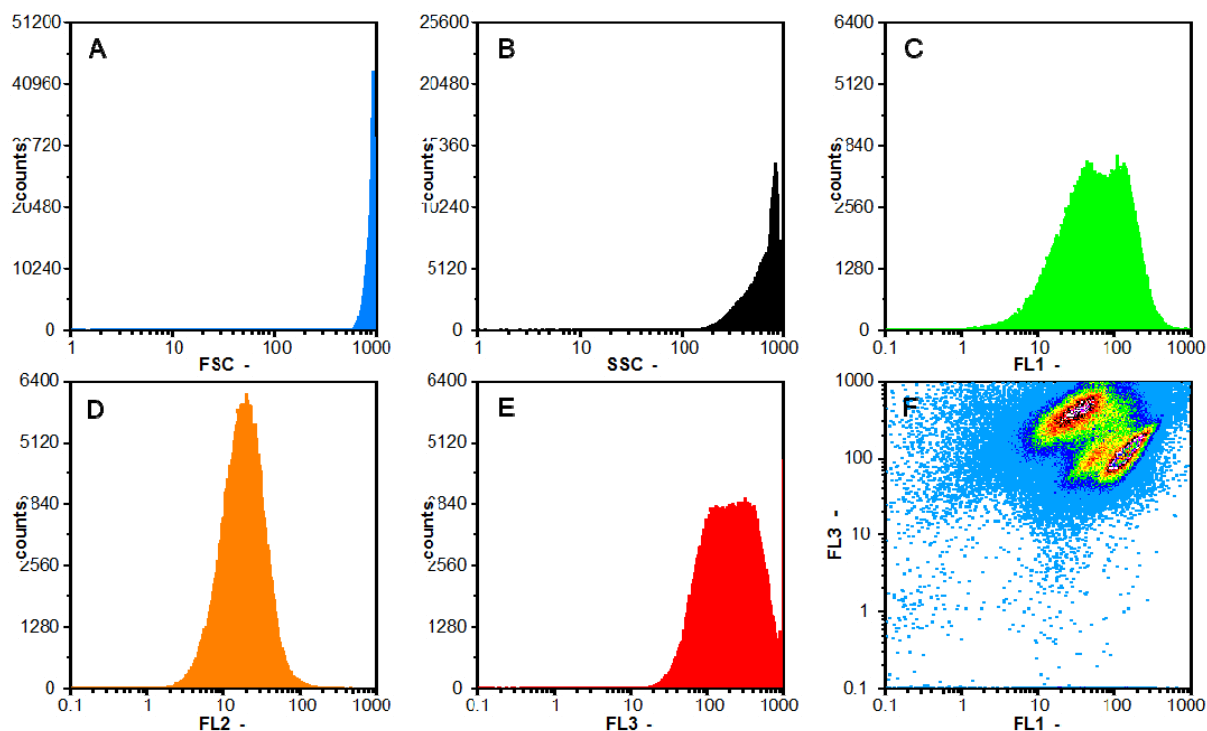 A
51200
40960
counts
20480
10240
0
1 10 100 1000
FSC -
B
25600
20480
counts
5120
0
1 10 100 1000
SSC -
C
6400
5120
counts
2560
1280
0
0.1 1 10 100 1000
FL1 -
D
6400
5120
counts
2560
1280
0
0.1 1 10 100 1000
FL2 -
E
6400
5120
counts
2560
1280
0
0.1 1 10 100 1000
FL3 -
F
1000
100
10
1
0.1
FL3 -
0.1 1 10 100 1000
FL1 -